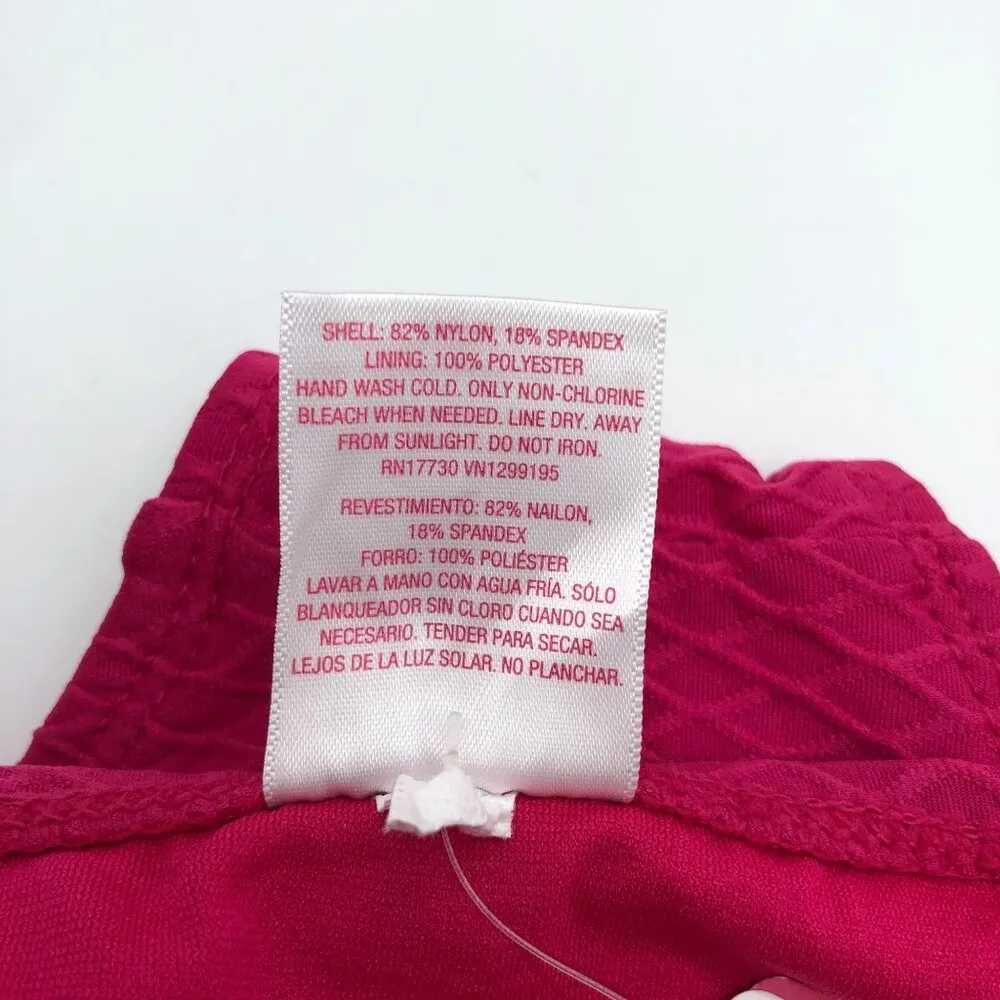 SHELL: 82% NYLON, 18% SPANDEX
LINING: 100% POLYESTER
HAND WASH COLD. ONLY NON-CHLORINE
BLEACH WHEN NEEDED. LINE DRY. AWAY
FROM SUNLIGHT. DO NOT IRON.
RN17730 VN1299195
REVESTIMIENTO: 82% NAILON,
18% SPANDEX
FORRO: 100% POLIÉSTER
LAVAR A MANO CON AGUA FRÍA. SÓLO
BLANQUEADOR SIN CLORO CUANDO SEA
NECESARIO. TENDER PARA SECAR.
LEJOS DE LA LUZ SOLAR. NO PLANCHAR.